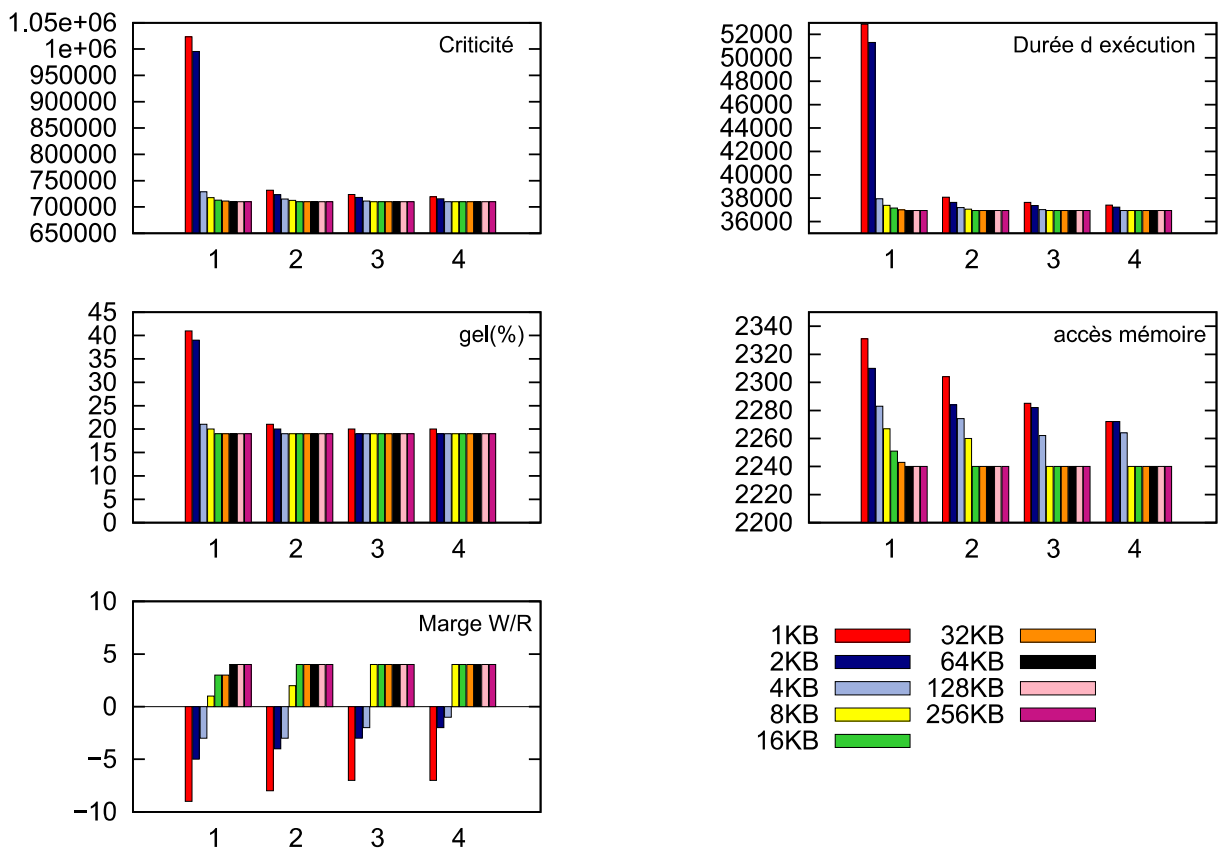 Criticité
1.05e+06
1e+06
950000
900000
850000
800000
750000
700000
650000
1 2 3 4
Durée d exécution
52000
50000
48000
46000
44000
42000
40000
38000
36000
1 2 3 4
gel(%)
45
40
35
30
25
20
15
10
5
0
1 2 3 4
accès mémoire
2340
2320
2300
2280
2260
2240
2220
2200
1 2 3 4
Marge W/R
10
5
0
−5
−10
1 2 3 4
1KB
2KB
4KB
8KB
16KB
32KB
64KB
128KB
256KB